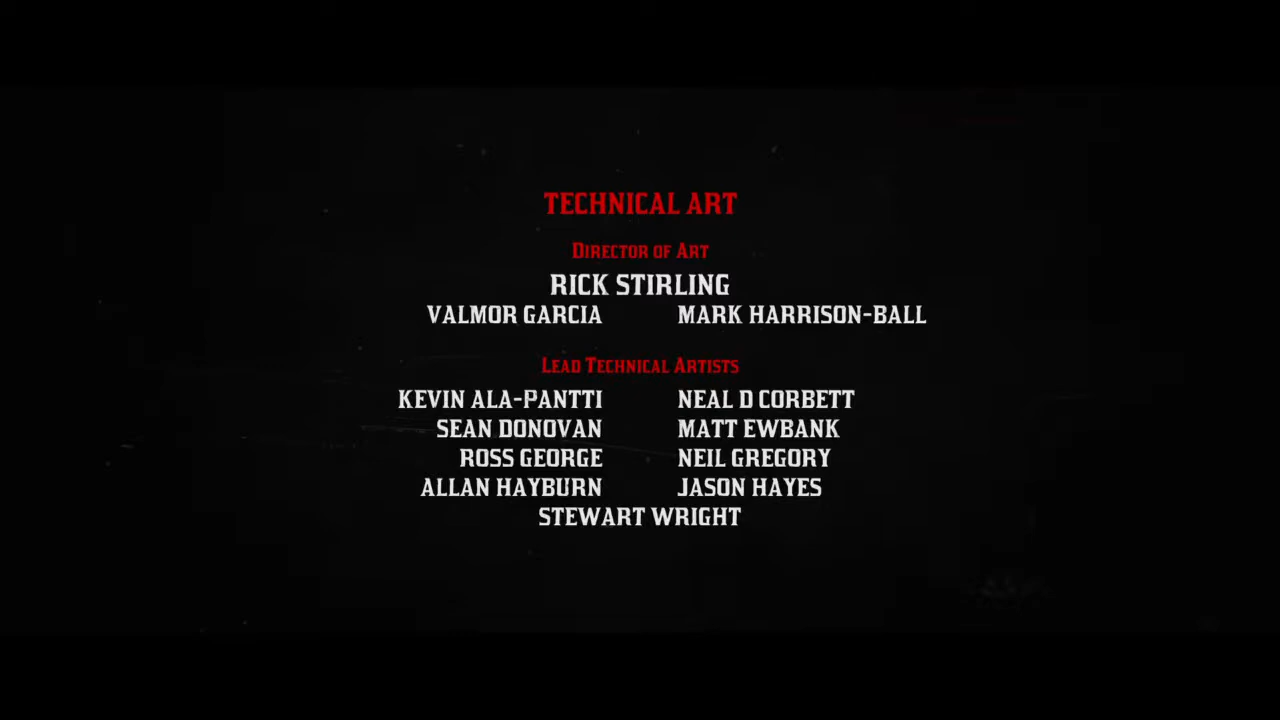 TECHNICAL ART
DIRECTOR OF ART
RICK STIRLING
VALMOR GARCIA MARK HARRISON-BALL
LEAD TECHNICAL ARTISTS
KEVIN ALA-PANTTI NEAL D CORBETT
SEAN DONOVAN MATT EWBANK
ROSS GEORGE NEIL GREGORY
ALLAN HAYBURN JASON HAYES
STEWART WRIGHT